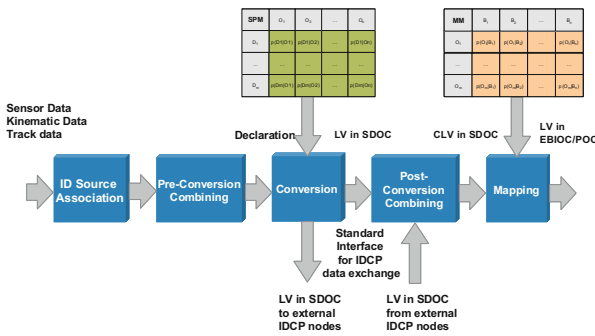 SPM O1 O2 ... On
D1 p(D1|O1) p(D1|O2) ... p(D1|On)
... ... ... ...
Dm p(Dm|O1) p(Dm|O2) ... p(Dm|On)
MM B1 B2 ... Bn
O1 p(O1|B1) p(O1|B2) ... p(O1|Bn)
... ... ... ...
Om p(Om|B1) p(Om|B2) ... p(Om|Bn)
Sensor Data
Kinematic Data
Track data
Declaration
LV in SDOC
CLV in SDOC
LV in
EBIOC/POC
ID Source
Association
Pre-Conversion
Combining
Conversion
Post-
Conversion
Combining
Mapping
Standard
Interface
for IDCP
data exchange
LV in SDOC
to external
IDCP nodes
LV in SDOC
from external
IDCP nodes